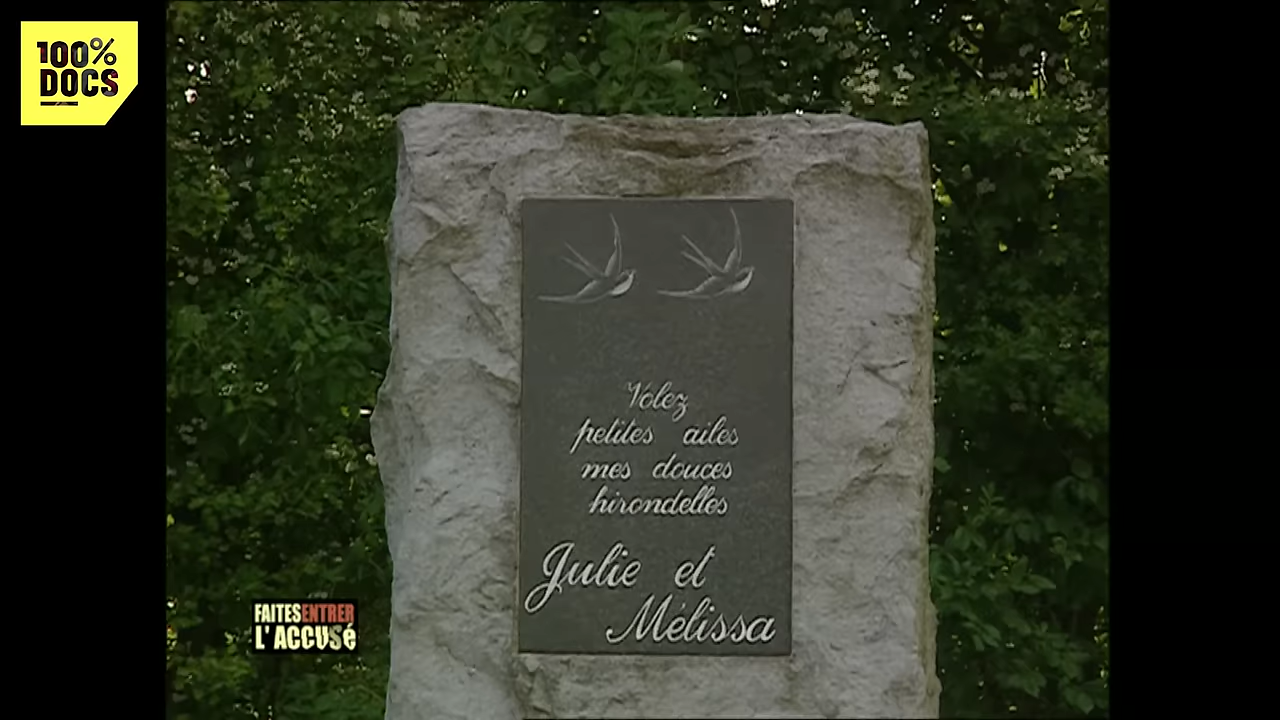 100%
DOCS
Volez
petites ailes
mes douces
hirondelles
Julie et
Mélissa
FAITES ENTRER
L'ACCUSé